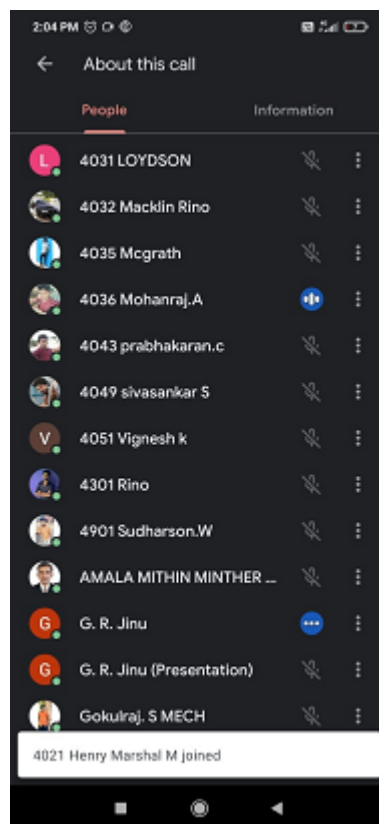 2:04 PM
About this call
People Information
L 4031 LOYDSON
4032 Macklin Rino
4035 Mcgrath
4036 Mohanraj.A
4043 prabhakaran.c
4049 sivasankar S
V 4051 Vignesh k
4301 Rino
4901 Sudharson.W
AMALA MITHIN MINTHER ...
G G. R. Jinu
G G. R. Jinu (Presentation)
Gokulraj. S MECH
4021 Henry Marshal M joined